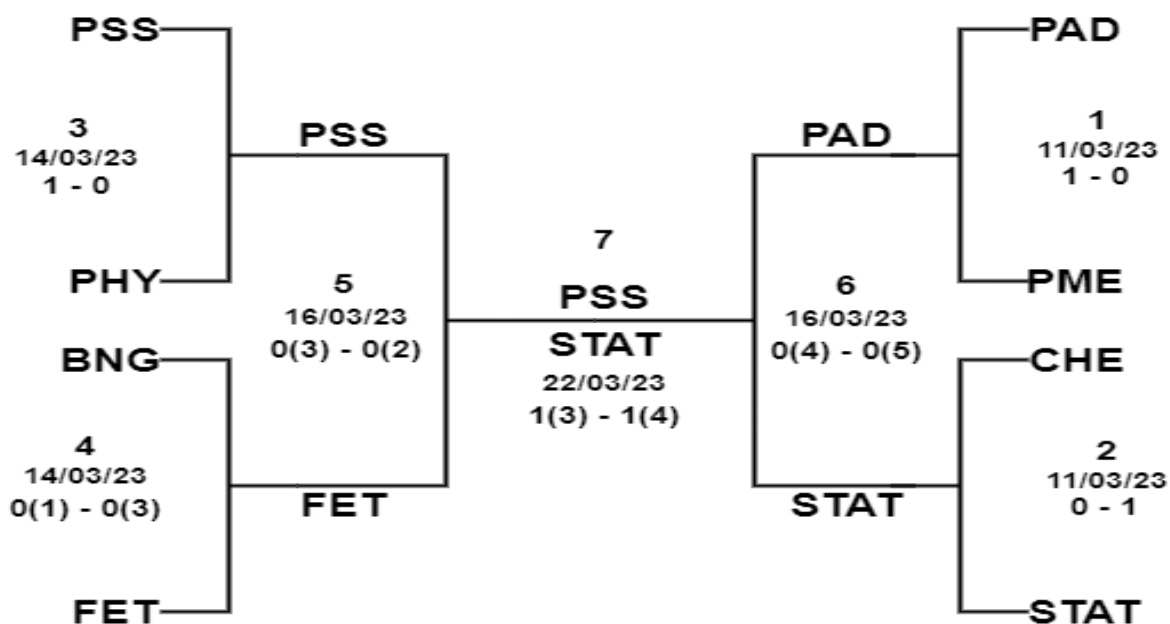 PSS
3
14/03/23
1 - 0
PHY
PSS
BNG
4
14/03/23
0(1) - 0(3)
FET
FET
5
16/03/23
0(3) - 0(2)
7
PSS
STAT
22/03/23
1(3) - 1(4)
PAD
6
16/03/23
0(4) - 0(5)
STAT
PAD
1
11/03/23
1 - 0
PME
CHE
2
11/03/23
0 - 1
STAT